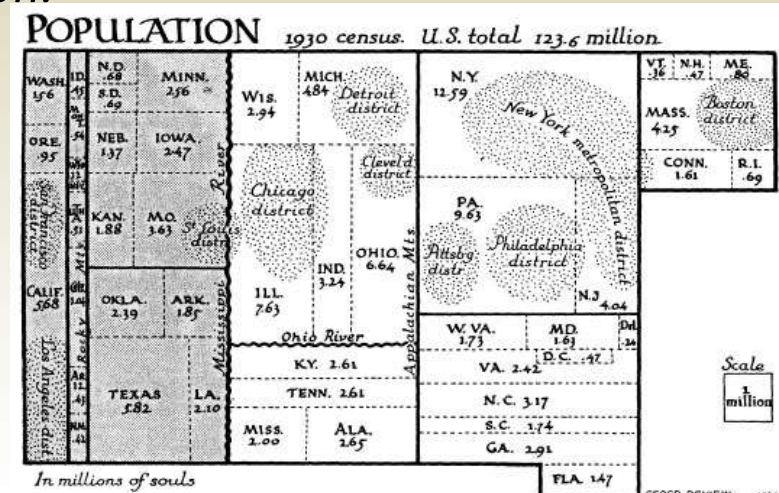 POPULATION 1930 census. U.S. total 123.6 million
WASH.
1.56
ORE.
.95
San Francisco
district
CALIF.
5.68
Los Angeles dist.
ID.
.45
Rocky Mts.
N.D.
.68
S.D.
.69
MINN.
2.56
NEB.
1.37
IOWA.
2.47
KAN.
1.88
MO.
3.63
St Louis
distr.
OKLA.
2.39
ARK.
1.85
TEXAS
5.82
LA.
2.10
Mississippi
River
WIS.
2.94
MICH.
4.84
Detroit
district
Chicago
district
Clevel'd
district
ILL.
7.63
IND.
3.24
OHIO.
6.64
Ohio River
KY. 2.61
TENN. 2.61
MISS.
2.00
ALA.
2.65
Appalachian Mts.
N.Y.
12.59
New York metropolitan district
PA.
9.63
Pittsbg
distr.
Philadelphia
district
N.J
4.04
W. VA.
1.73
MD.
1.63
Del.
.24
D.C. .47
VA. 2.42
N.C. 3.17
S.C. 1.74
GA. 2.91
FLA. 1.47
VT.
.36
N.H.
.47
ME.
.80
MASS.
4.25
Boston
district
CONN.
1.61
R.I.
.69
Scale
1
million
In millions of souls